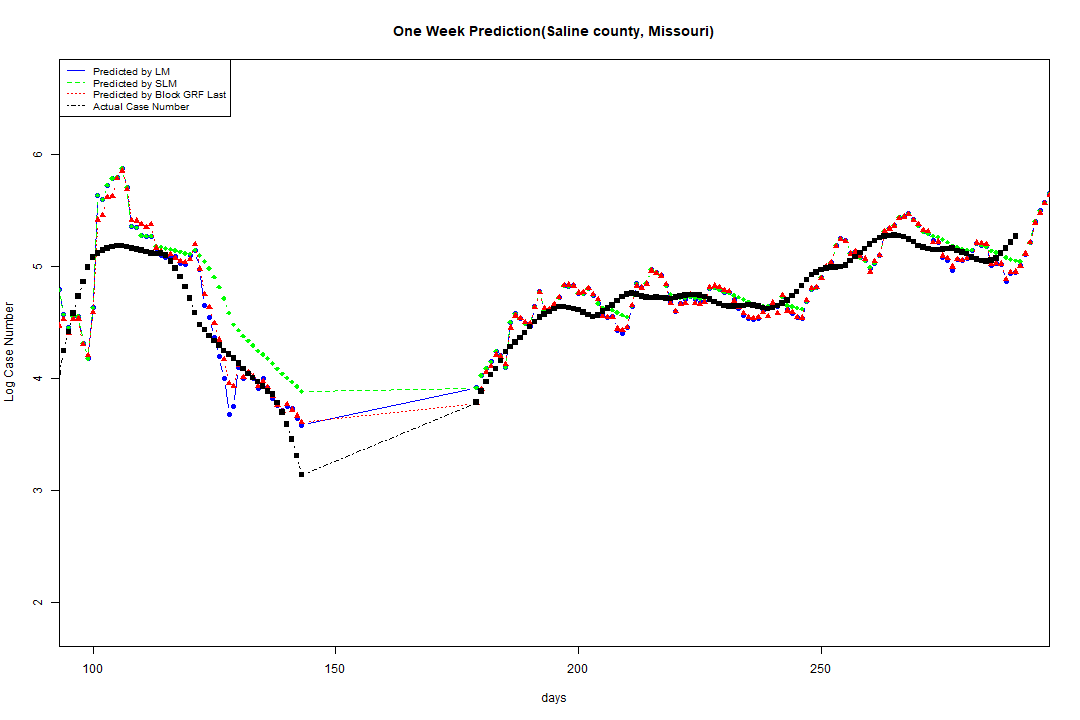 One Week Prediction(Saline county, Missouri)
Predicted by LM
Predicted by SLM
Predicted by Block GRF Last
Actual Case Number
6
5
4
3
2
Log Case Number
100 150 200 250
days